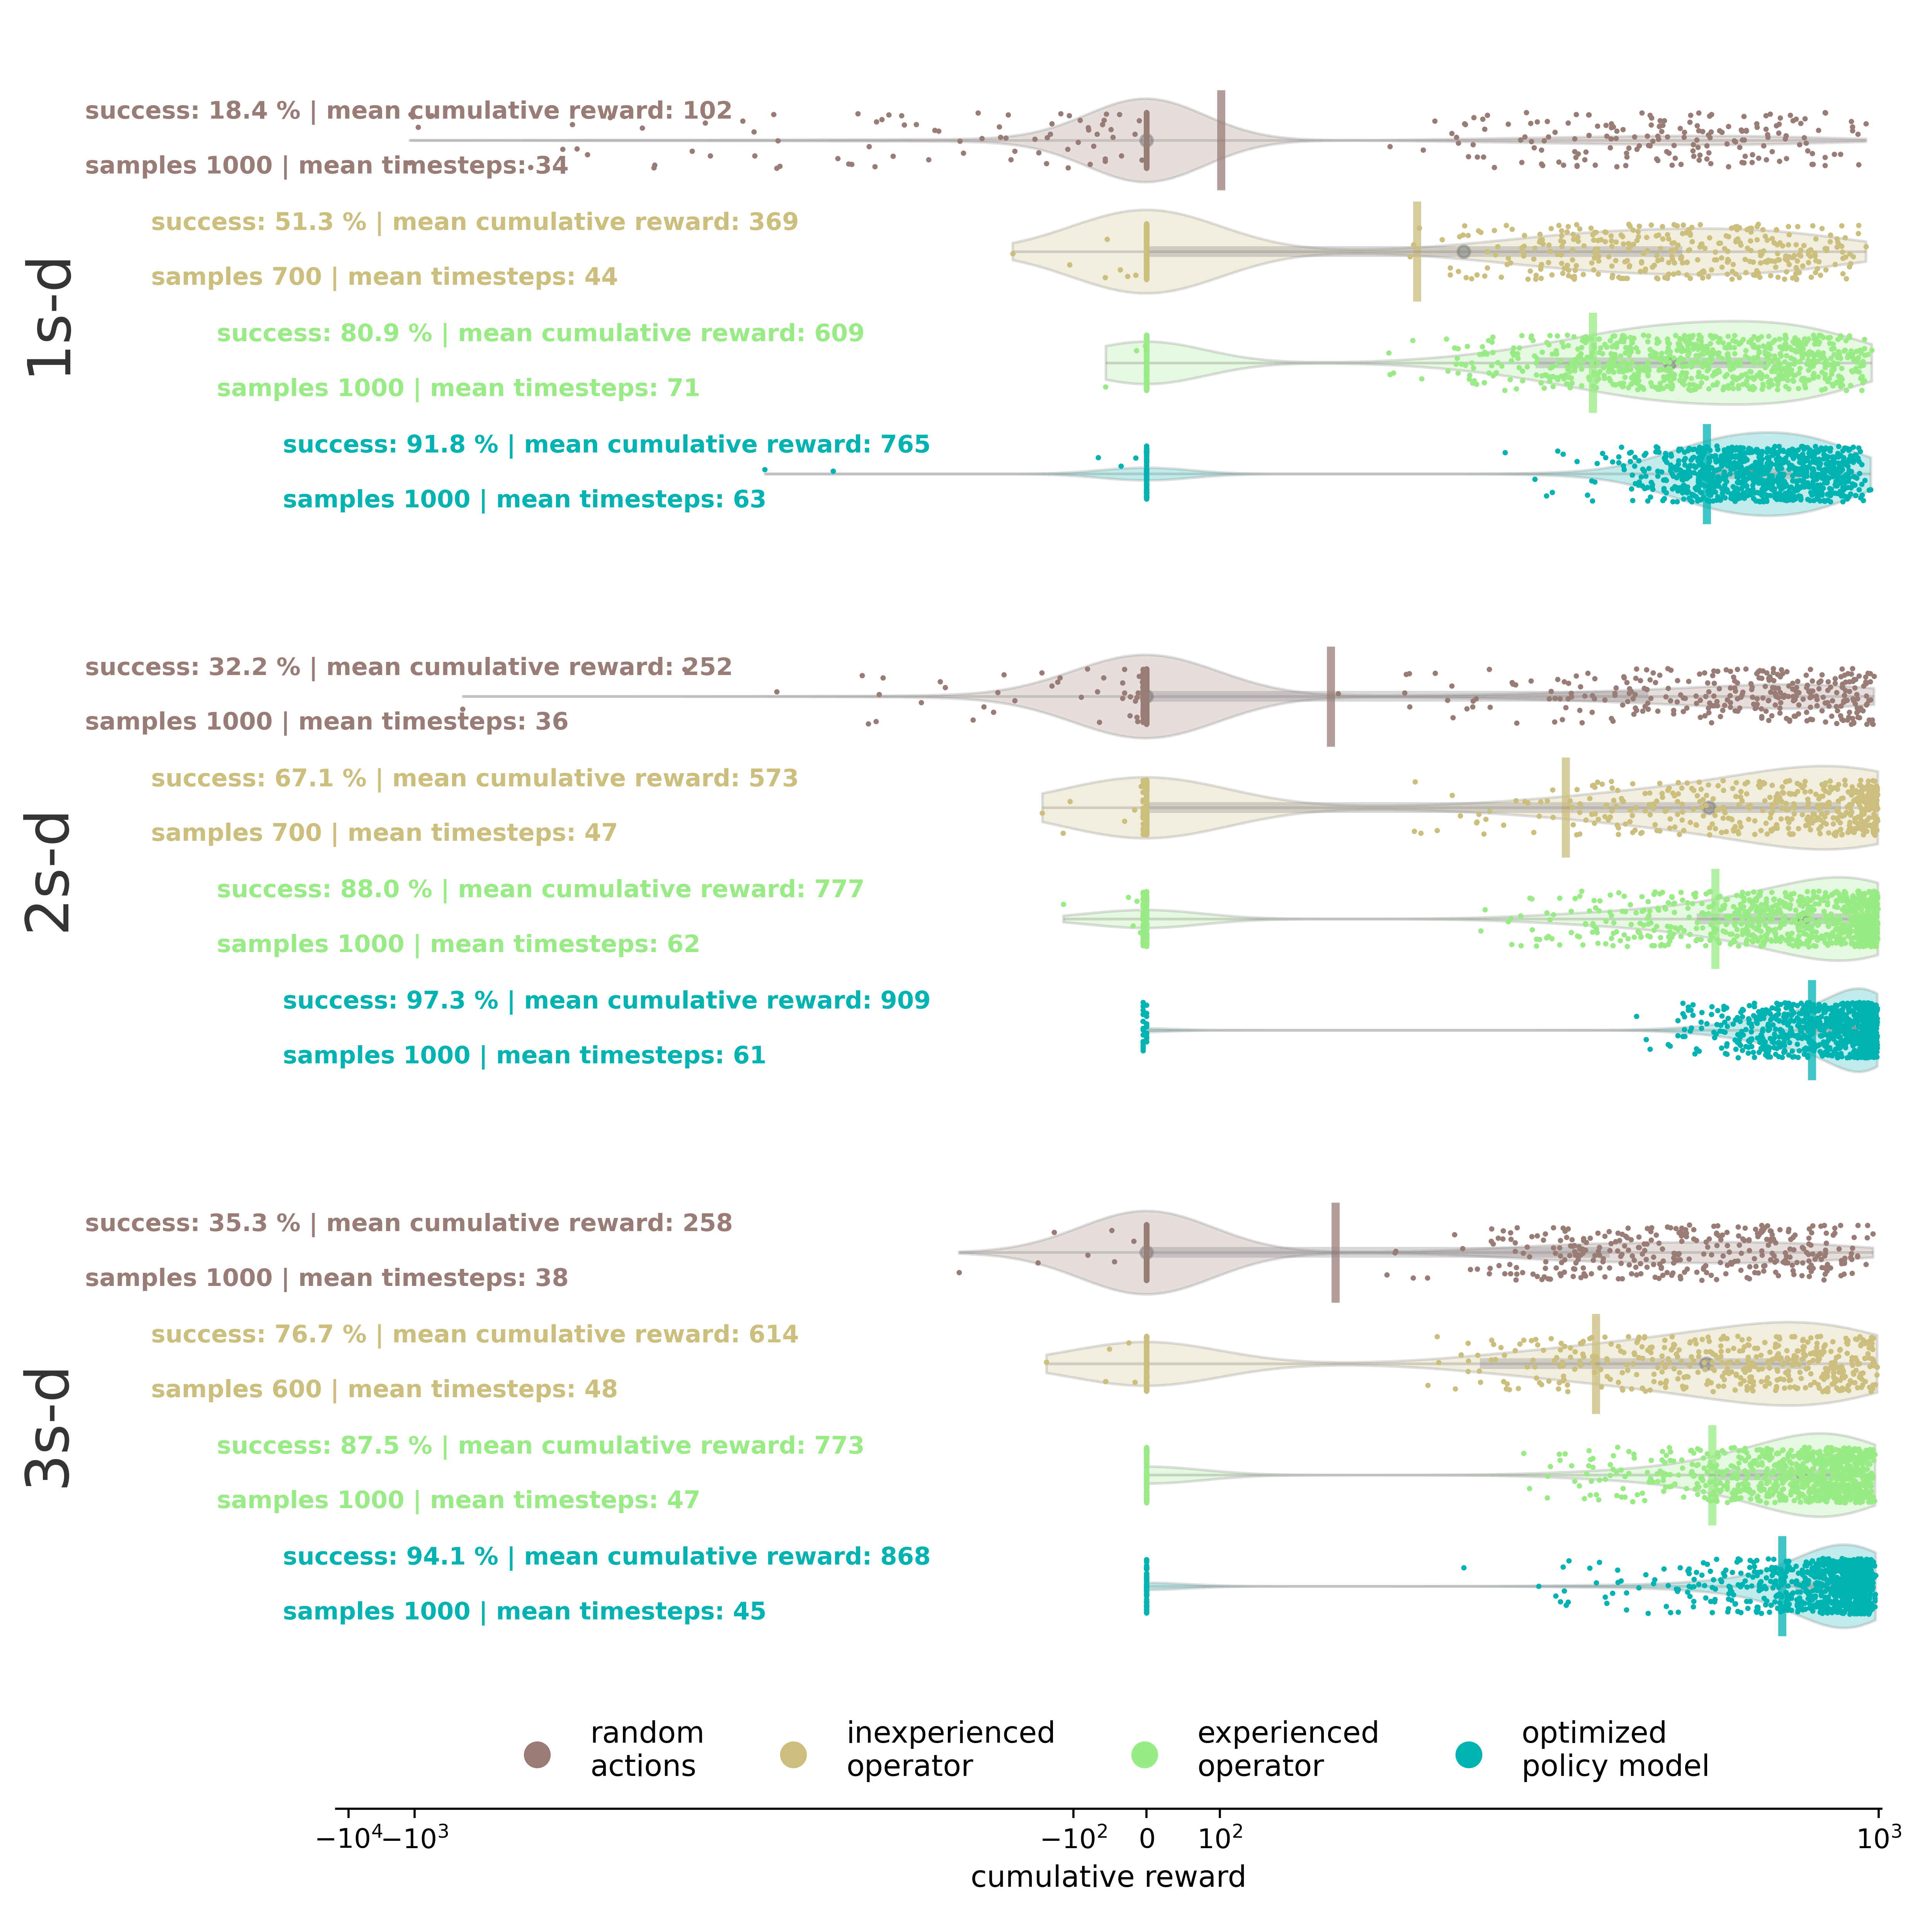 1s-d
success: 18.4 % | mean cumulative reward: 102
samples 1000 | mean timesteps: 34
success: 51.3 % | mean cumulative reward: 369
samples 700 | mean timesteps: 44
success: 80.9 % | mean cumulative reward: 609
samples 1000 | mean timesteps: 71
success: 91.8 % | mean cumulative reward: 765
samples 1000 | mean timesteps: 63
2s-d
success: 32.2 % | mean cumulative reward: 252
samples 1000 | mean timesteps: 36
success: 67.1 % | mean cumulative reward: 573
samples 700 | mean timesteps: 47
success: 88.0 % | mean cumulative reward: 777
samples 1000 | mean timesteps: 62
success: 97.3 % | mean cumulative reward: 909
samples 1000 | mean timesteps: 61
3s-d
success: 35.3 % | mean cumulative reward: 258
samples 1000 | mean timesteps: 38
success: 76.7 % | mean cumulative reward: 614
samples 600 | mean timesteps: 48
success: 87.5 % | mean cumulative reward: 773
samples 1000 | mean timesteps: 47
success: 94.1 % | mean cumulative reward: 868
samples 1000 | mean timesteps: 45
random
actions
inexperienced
operator
experienced
operator
optimized
policy model
−10⁴ −10³ −10² 0 10² 10³
cumulative reward